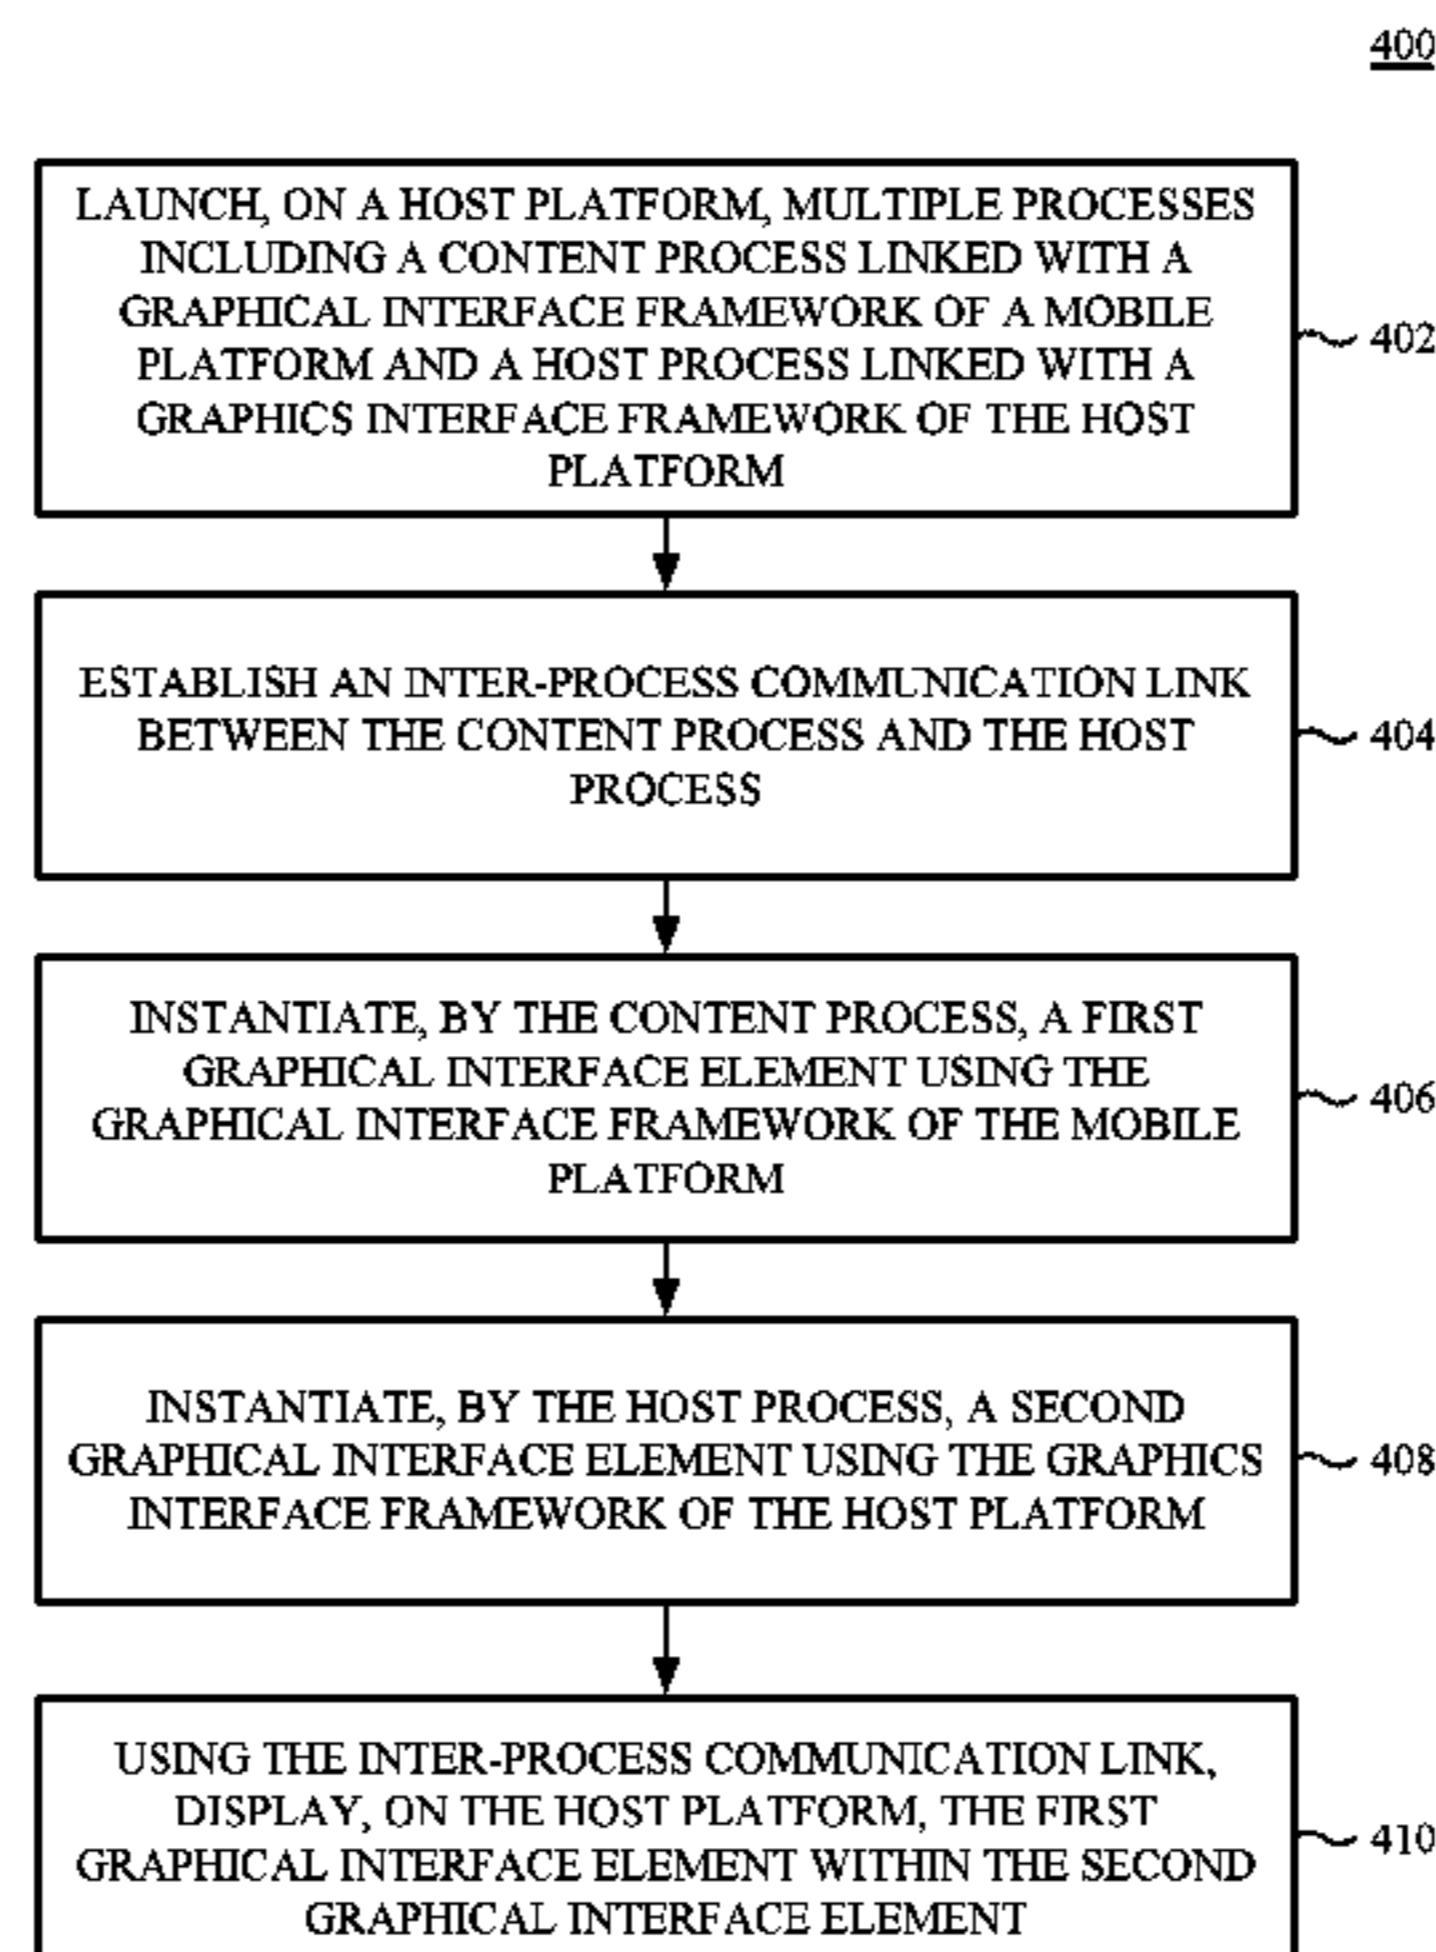 400
LAUNCH, ON A HOST PLATFORM, MULTIPLE PROCESSES
INCLUDING A CONTENT PROCESS LINKED WITH A
GRAPHICAL INTERFACE FRAMEWORK OF A MOBILE
PLATFORM AND A HOST PROCESS LINKED WITH A
GRAPHICS INTERFACE FRAMEWORK OF THE HOST
PLATFORM
402
ESTABLISH AN INTER-PROCESS COMMUNICATION LINK
BETWEEN THE CONTENT PROCESS AND THE HOST
PROCESS
404
INSTANTIATE, BY THE CONTENT PROCESS, A FIRST
GRAPHICAL INTERFACE ELEMENT USING THE
GRAPHICAL INTERFACE FRAMEWORK OF THE MOBILE
PLATFORM
406
INSTANTIATE, BY THE HOST PROCESS, A SECOND
GRAPHICAL INTERFACE ELEMENT USING THE GRAPHICS
INTERFACE FRAMEWORK OF THE HOST PLATFORM
408
USING THE INTER-PROCESS COMMUNICATION LINK,
DISPLAY, ON THE HOST PLATFORM, THE FIRST
GRAPHICAL INTERFACE ELEMENT WITHIN THE SECOND
GRAPHICAL INTERFACE ELEMENT
410